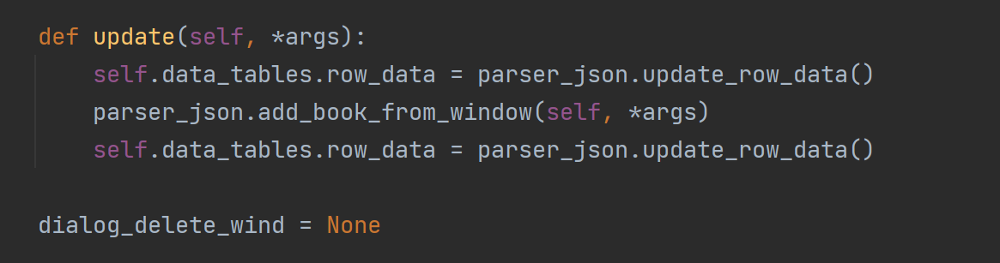 def update(self, *args):
    self.data_tables.row_data = parser_json.update_row_data()
    parser_json.add_book_from_window(self, *args)
    self.data_tables.row_data = parser_json.update_row_data()
dialog_delete_wind = None